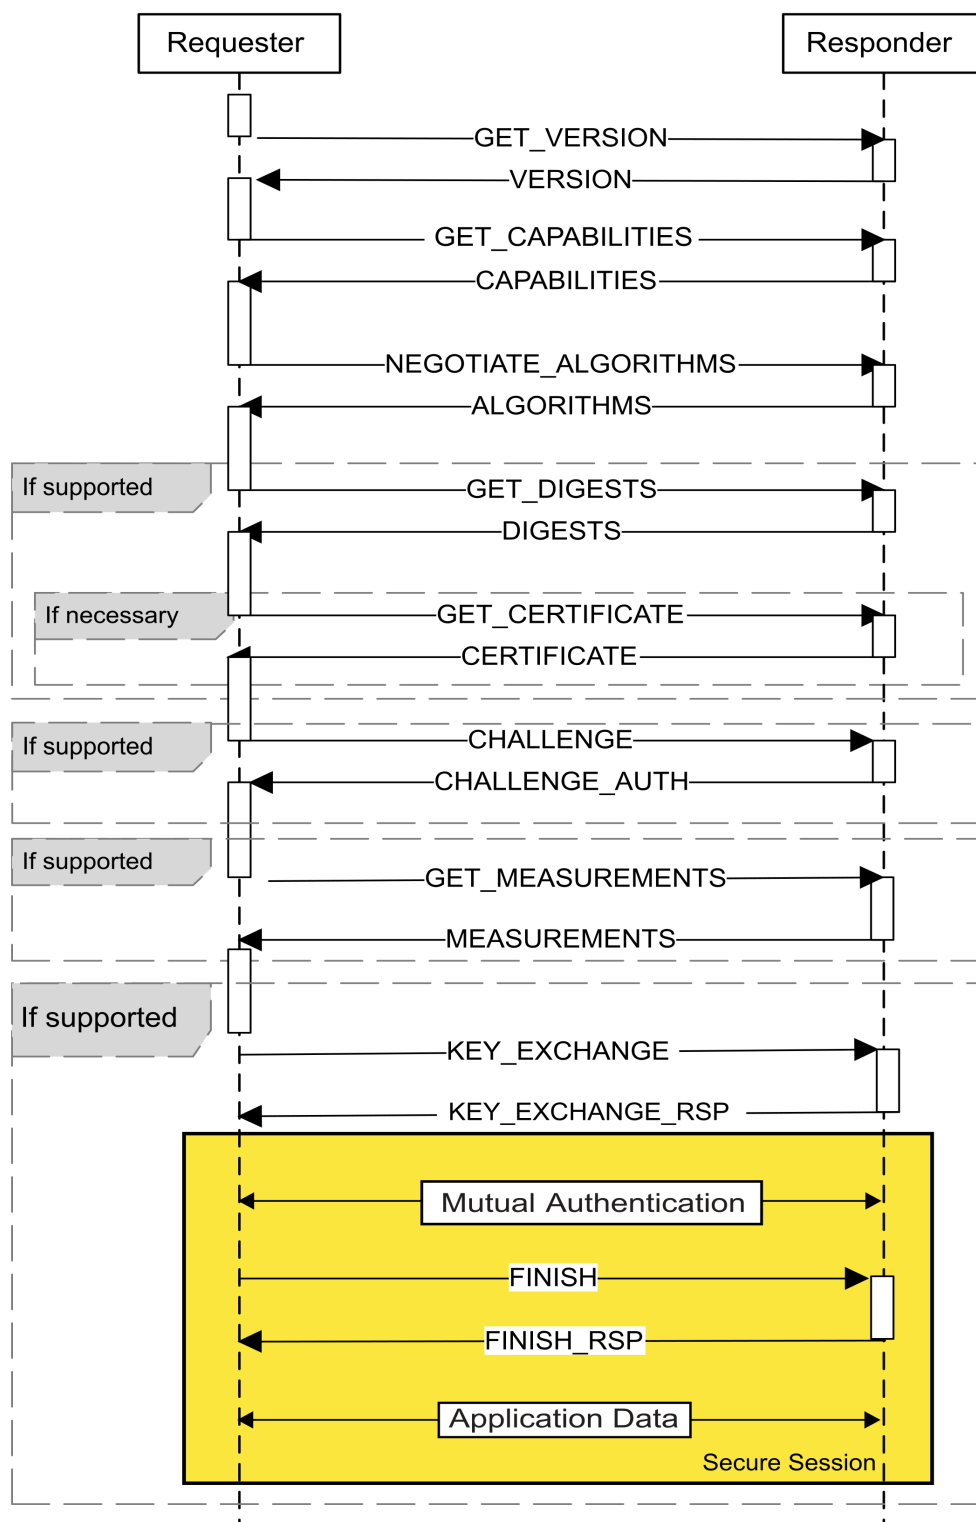 Requester
Responder
GET_VERSION
VERSION
GET_CAPABILITIES
CAPABILITIES
NEGOTIATE_ALGORITHMS
ALGORITHMS
If supported
GET_DIGESTS
DIGESTS
If necessary
GET_CERTIFICATE
CERTIFICATE
If supported
CHALLENGE
CHALLENGE_AUTH
If supported
GET_MEASUREMENTS
MEASUREMENTS
If supported
KEY_EXCHANGE
KEY_EXCHANGE_RSP
Mutual Authentication
FINISH
FINISH_RSP
Application Data
Secure Session